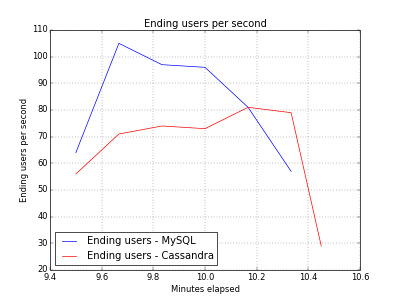 Ending users per second
110
100
90
80
70
60
50
40
30
20
Ending users per second
Ending users - MySQL
Ending users - Cassandra
9.4 9.6 9.8 10.0 10.2 10.4 10.6
Minutes elapsed